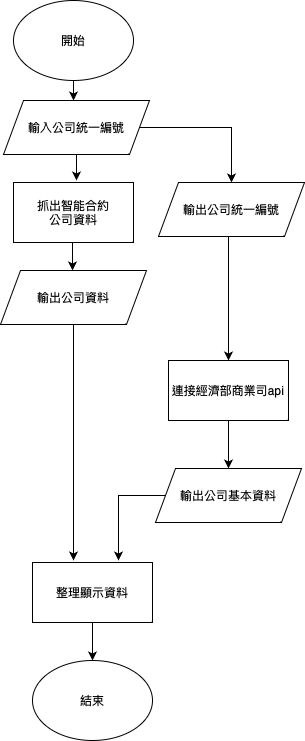 開始
輸入公司統一編號
抓出智能合約
公司資料
輸出公司統一編號
輸出公司資料
連接經濟部商業司api
輸出公司基本資料
整理顯示資料
結束